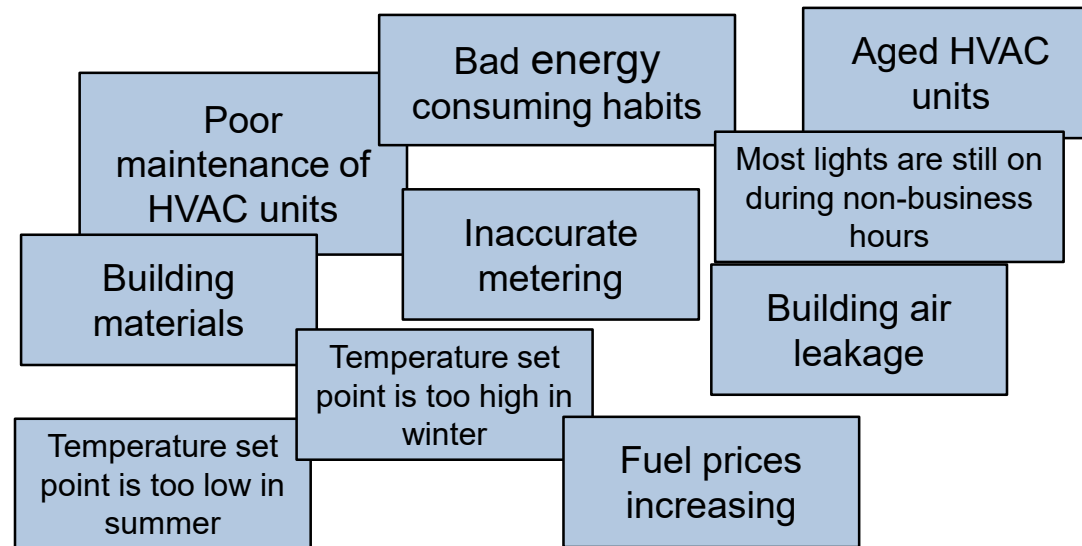 Bad energy
consuming habits
Aged HVAC
units
Poor
maintenance of
HVAC units
Most lights are still on
during non-business
hours
Inaccurate
metering
Building
materials
Building air
leakage
Temperature set
point is too high in
winter
Temperature set
point is too low in
summer
Fuel prices
increasing